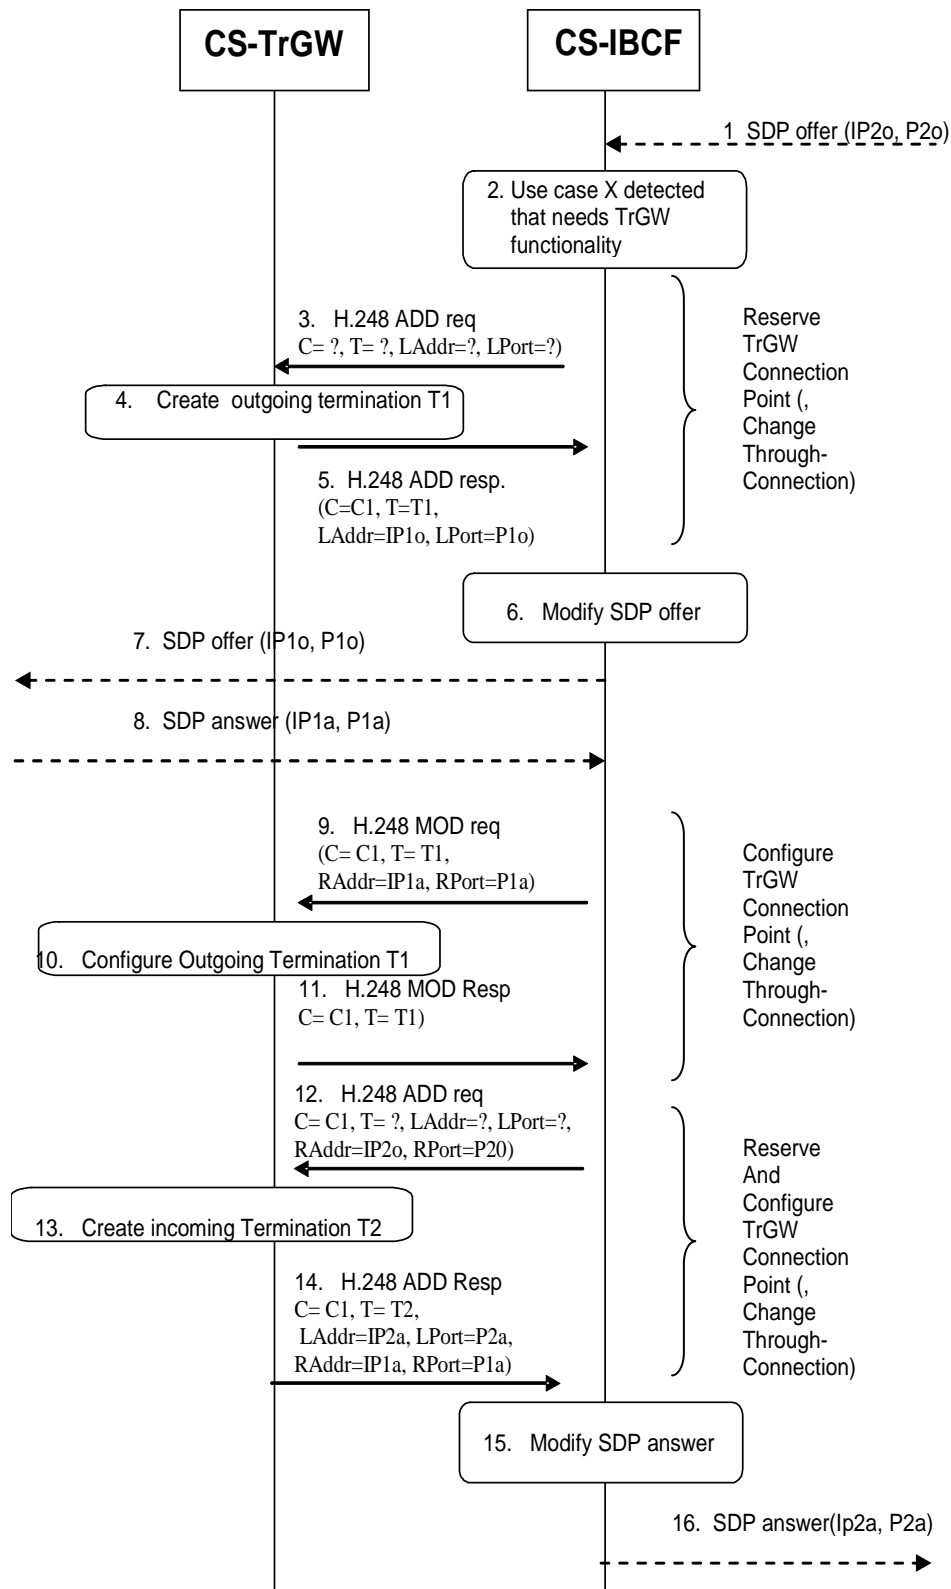 CS-TrGW
CS-IBCF
1  SDP offer (IP2o, P2o)
2. Use case X detected
that needs TrGW
functionality
3.   H.248 ADD req
C= ?, T= ?, LAddr=?, LPort=?)
4.    Create  outgoing termination T1
5.  H.248 ADD resp.
(C=C1, T=T1,
LAddr=IP1o, LPort=P1o)
Reserve
TrGW
Connection
Point (,
Change
Through-
Connection)
6.   Modify SDP offer
7.  SDP offer (IP1o, P1o)
8.  SDP answer (IP1a, P1a)
9.   H.248 MOD req
(C= C1, T= T1,
RAddr=IP1a, RPort=P1a)
10.   Configure Outgoing Termination T1
11.   H.248 MOD Resp
C= C1, T= T1)
Configure
TrGW
Connection
Point (,
Change
Through-
Connection)
12.   H.248 ADD req
C= C1, T= ?, LAddr=?, LPort=?,
RAddr=IP2o, RPort=P20)
13.   Create incoming Termination T2
14.   H.248 ADD Resp
C= C1, T= T2,
LAddr=IP2a, LPort=P2a,
RAddr=IP1a, RPort=P1a)
Reserve
And
Configure
TrGW
Connection
Point (,
Change
Through-
Connection)
15.   Modify SDP answer
16.  SDP answer(Ip2a, P2a)